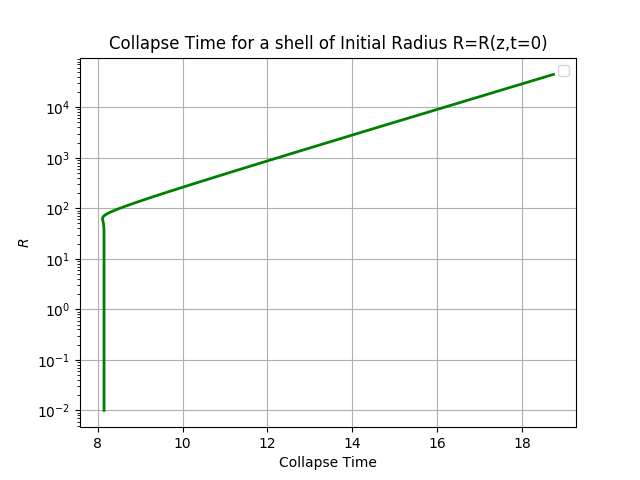 Collapse Time for a shell of Initial Radius R=R(z,t=0)
10⁴
10³
10²
10¹
10⁰
10⁻¹
10⁻²
R
8 10 12 14 16 18
Collapse Time